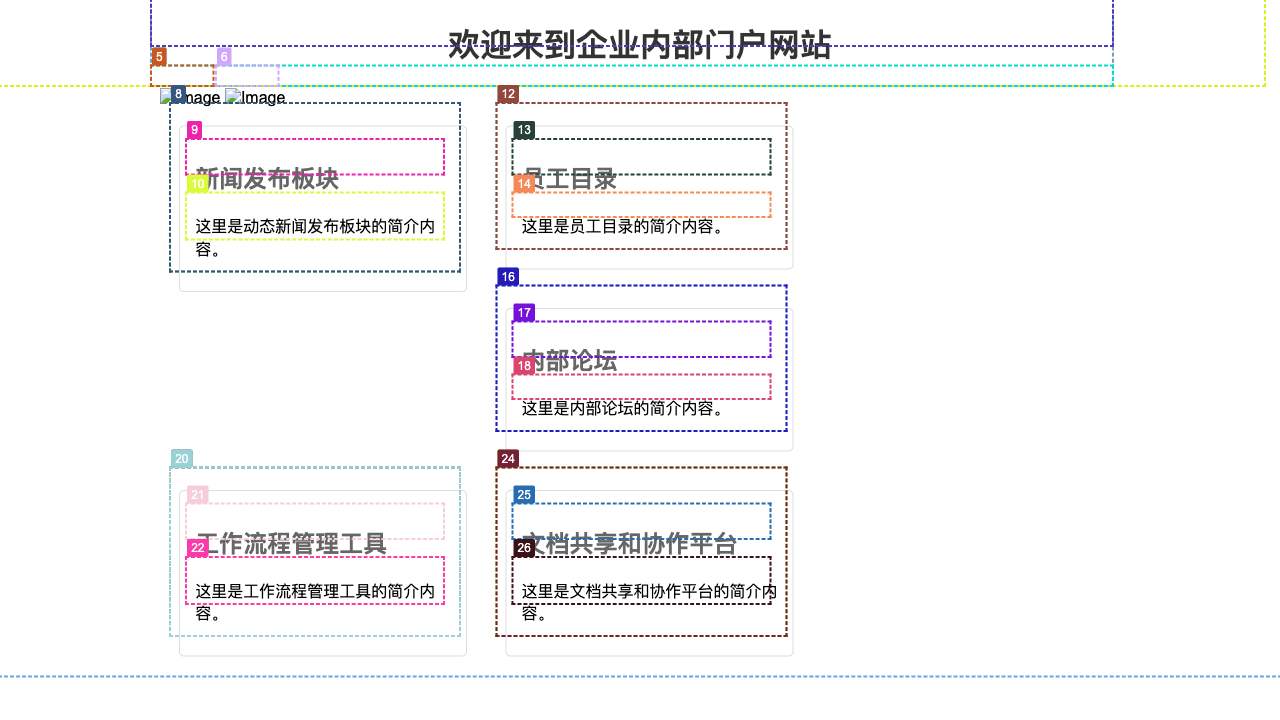 欢迎来到企业内部门户网站
5
6
8
Image
Image
12
9
新闻发布板块
10
这里是动态新闻发布板块的简介内
容。
13
员工目录
14
这里是员工目录的简介内容。
16
17
内部论坛
18
这里是内部论坛的简介内容。
20
21
工作流程管理工具
22
这里是工作流程管理工具的简介内
容。
24
25
文档共享和协作平台
26
这里是文档共享和协作平台的简介内
容。